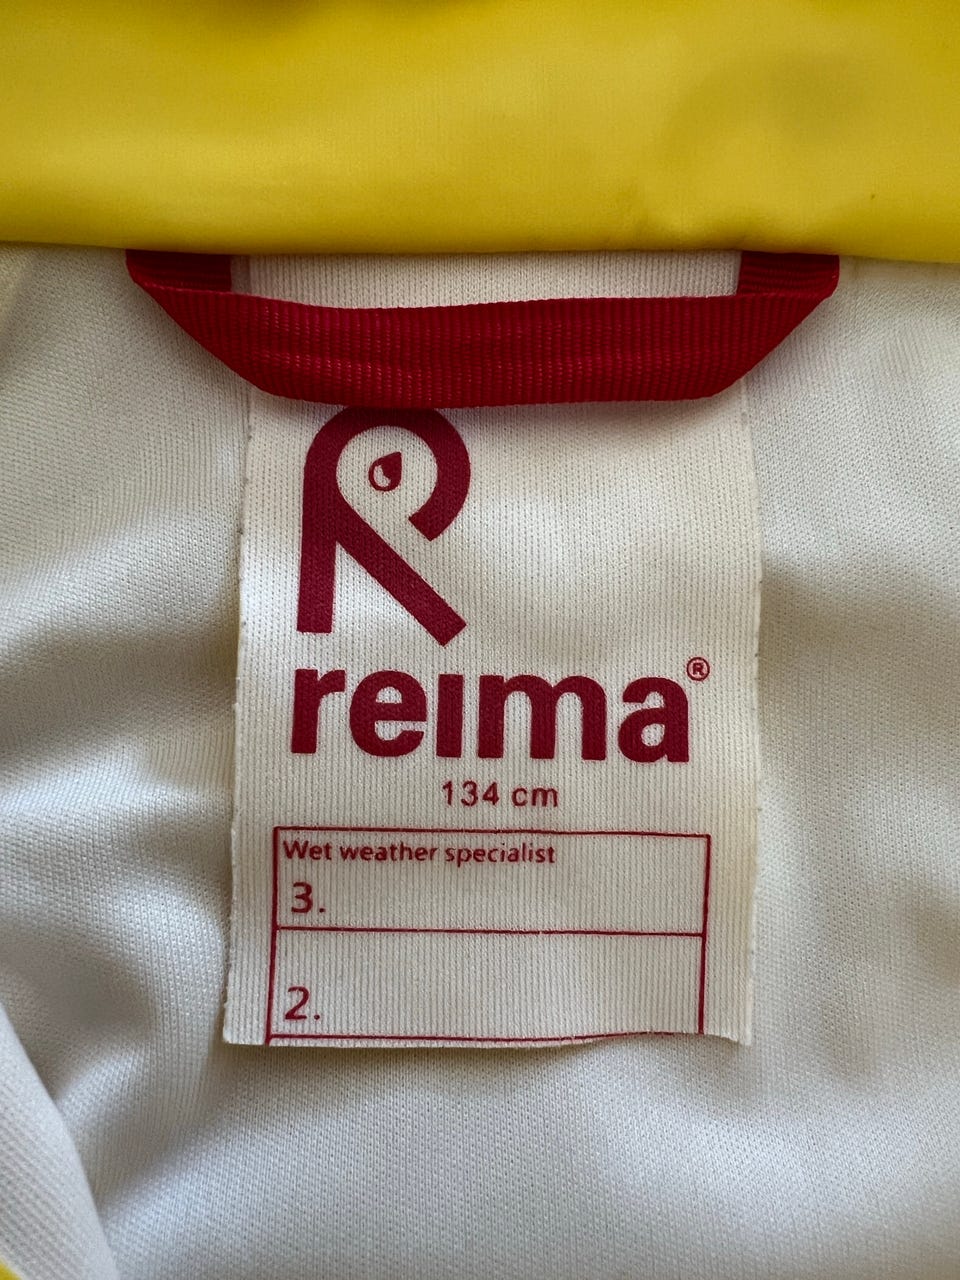 reima®
134 cm
Wet weather specialist
3.
2.